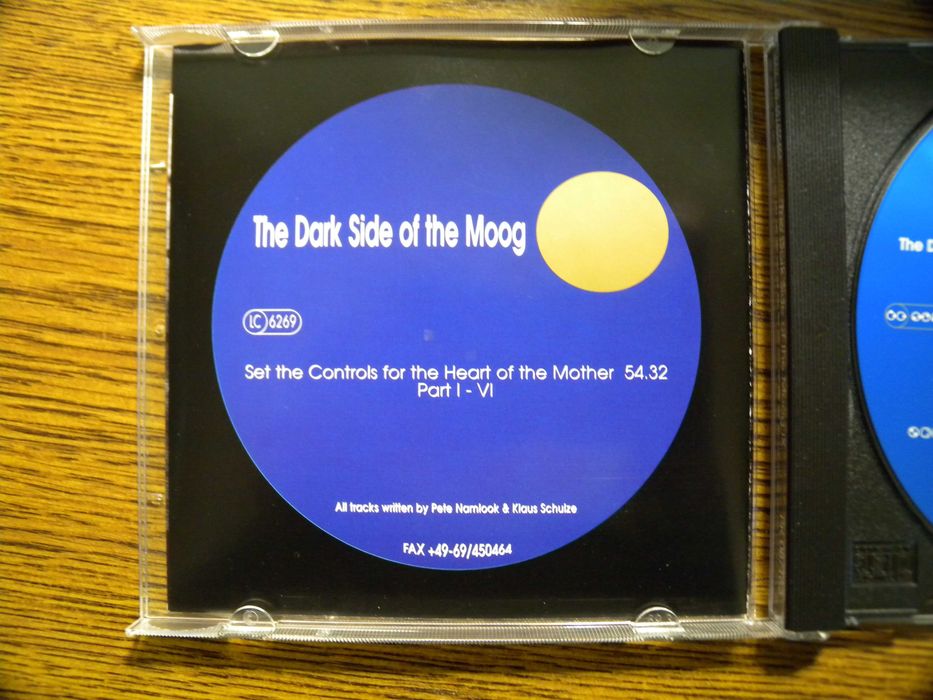 The Dark Side of the Moog
LC 6269
Set the Controls for the Heart of the Mother 54.32
Part I - VI
All tracks written by Pete Namlook & Klaus Schulze
FAX +49-69/450464
The